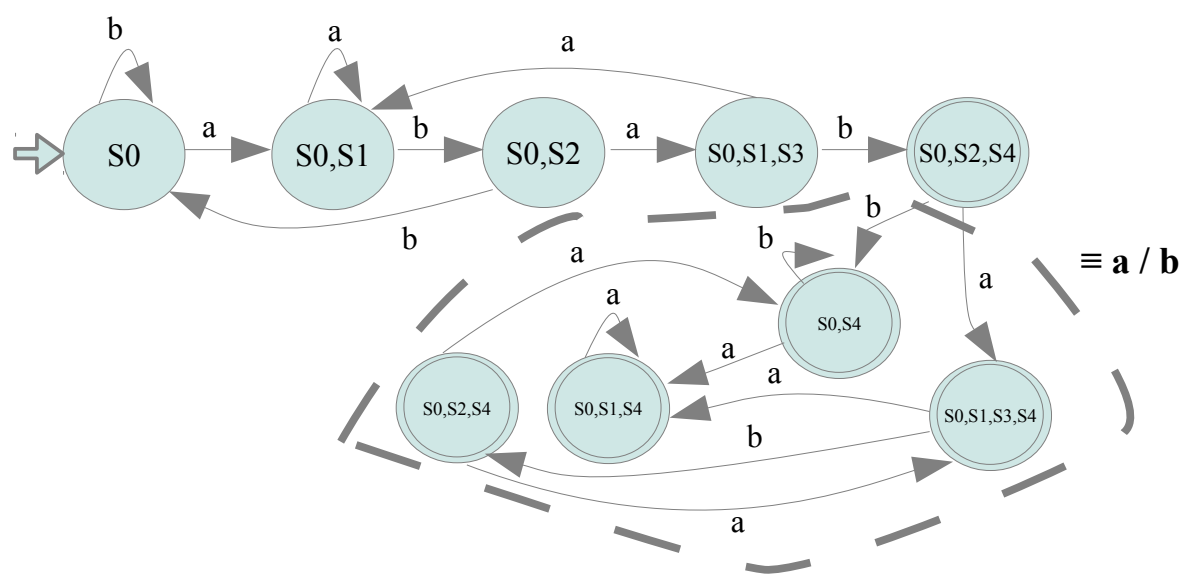 b
a
a
S0
a
S0,S1
b
S0,S2
a
S0,S1,S3
b
S0,S2,S4
b
b
b
a
a
≡ a / b
a
S0,S4
a
a
S0,S2,S4
S0,S1,S4
S0,S1,S3,S4
b
a